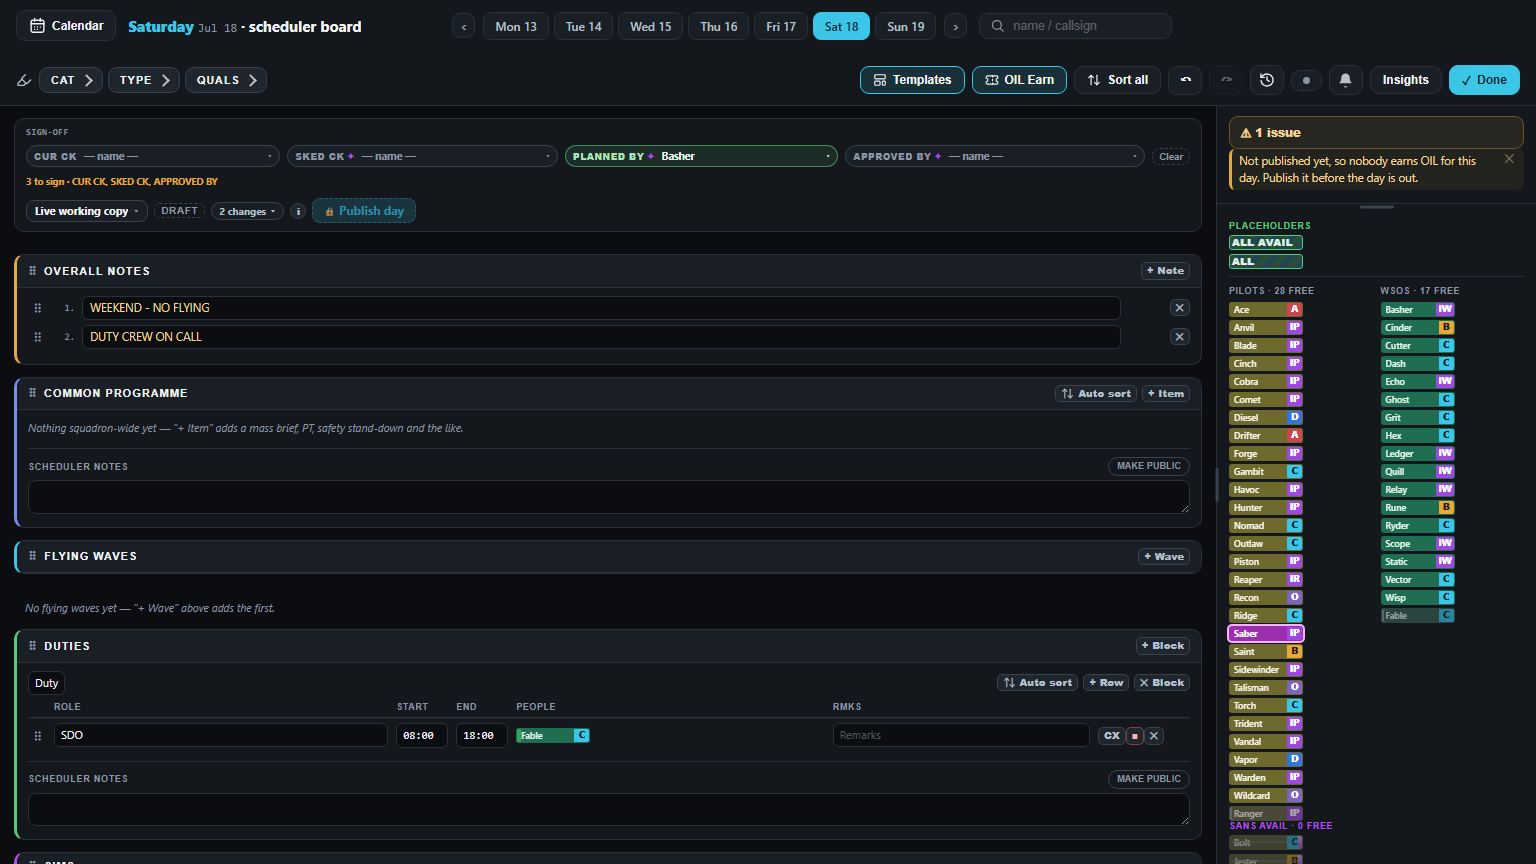 Calendar
Saturday Jul 18 · scheduler board
‹ Mon 13 Tue 14 Wed 15 Thu 16 Fri 17 Sat 18 Sun 19 ›
name / callsign
CAT TYPE QUALS
Templates OIL Earn Sort all Insights ✓ Done
SIGN-OFF
CUR CK — name —
SKED CK ✦ — name —
PLANNED BY ✦ Basher
APPROVED BY ✦ — name —
Clear
3 to sign · CUR CK, SKED CK, APPROVED BY
Live working copy DRAFT 2 changes i Publish day
OVERALL NOTES + Note
1. WEEKEND - NO FLYING
2. DUTY CREW ON CALL
COMMON PROGRAMME Auto sort + Item
Nothing squadron-wide yet — "+ Item" adds a mass brief, PT, safety stand-down and the like.
SCHEDULER NOTES MAKE PUBLIC
FLYING WAVES + Wave
No flying waves yet — "+ Wave" above adds the first.
DUTIES + Block
Duty Auto sort + Row ✕ Block
ROLE START END PEOPLE RMKS
SDO 08:00 18:00 Fable C Remarks CX
SCHEDULER NOTES MAKE PUBLIC
⚠ 1 issue
Not published yet, so nobody earns OIL for this
day. Publish it before the day is out.
PLACEHOLDERS
ALL AVAIL
ALL
PILOTS · 28 FREE
Ace A
Anvil IP
Blade IP
Cinch IP
Cobra IP
Comet IP
Diesel D
Drifter A
Forge IP
Gambit C
Havoc IP
Hunter IP
Nomad C
Outlaw C
Piston IP
Reaper IR
Recon O
Ridge C
Saber IP
Saint B
Sidewinder IP
Talisman O
Torch C
Trident IP
Vandal IP
Vapor D
Warden IP
Wildcard O
Ranger IP
WSOS · 17 FREE
Basher IW
Cinder B
Cutter C
Dash C
Echo IW
Ghost C
Grit C
Hex C
Ledger IW
Quill IW
Relay IW
Rune B
Ryder C
Scope IW
Static IW
Vector C
Wisp C
Fable C
SANS AVAIL · 0 FREE
Bolt C